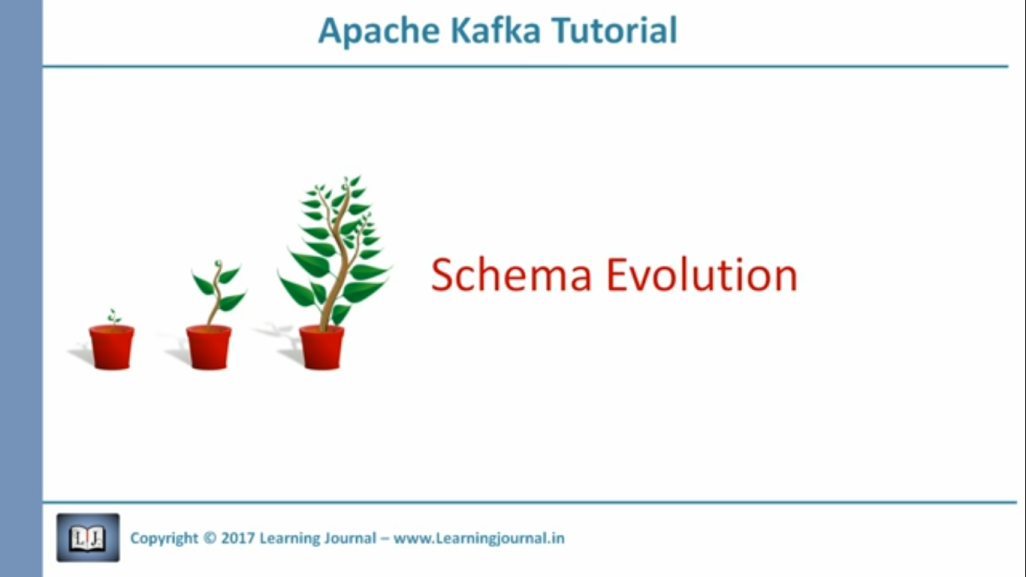 Apache Kafka Tutorial
Schema Evolution
LJ
Copyright © 2017 Learning Journal – www.Learningjournal.in